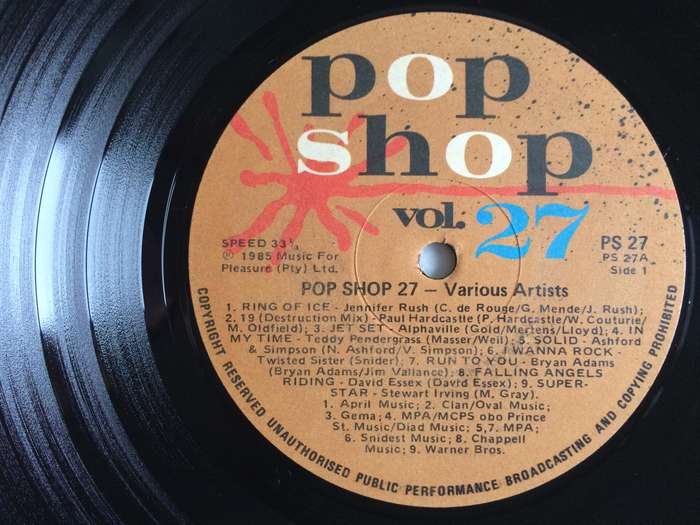 pop
shop
vol. 27
SPEED 33⅓
℗ 1985 Music For
Pleasure (Pty) Ltd.
PS 27
PS 27A
Side 1
POP SHOP 27 — Various Artists
1. RING OF ICE - Jennifer Rush (C. de Rouge/G. Mende/J. Rush);
2. 19 (Destruction Mix) -Paul Hardcastle (P. Hardcastle/W. Couturie/
M. Oldfield); 3. JET SET - Alphaville (Gold/Mertens/Lloyd); 4. IN
MY TIME - Teddy Pendergrass (Masser/Weil); 5. SOLID - Ashford
& Simpson (N. Ashford/V. Simpson); 6. I WANNA ROCK -
Twisted Sister (Snider); 7. RUN TO YOU - Bryan Adams
(Bryan Adams/Jim Vallance); 8. FALLING ANGELS
RIDING - David Essex (David Essex); 9. SUPER-
STAR - Stewart Irving (M. Gray).
1. April Music; 2. Clan/Oval Music;
3. Gema; 4. MPA/MCPS obo Prince
St. Music/Diad Music; 5,7. MPA;
6. Snidest Music; 8. Chappell
Music; 9. Warner Bros.
COPYRIGHT RESERVED UNAUTHORISED PUBLIC PERFORMANCE BROADCASTING AND COPYING PROHIBITED